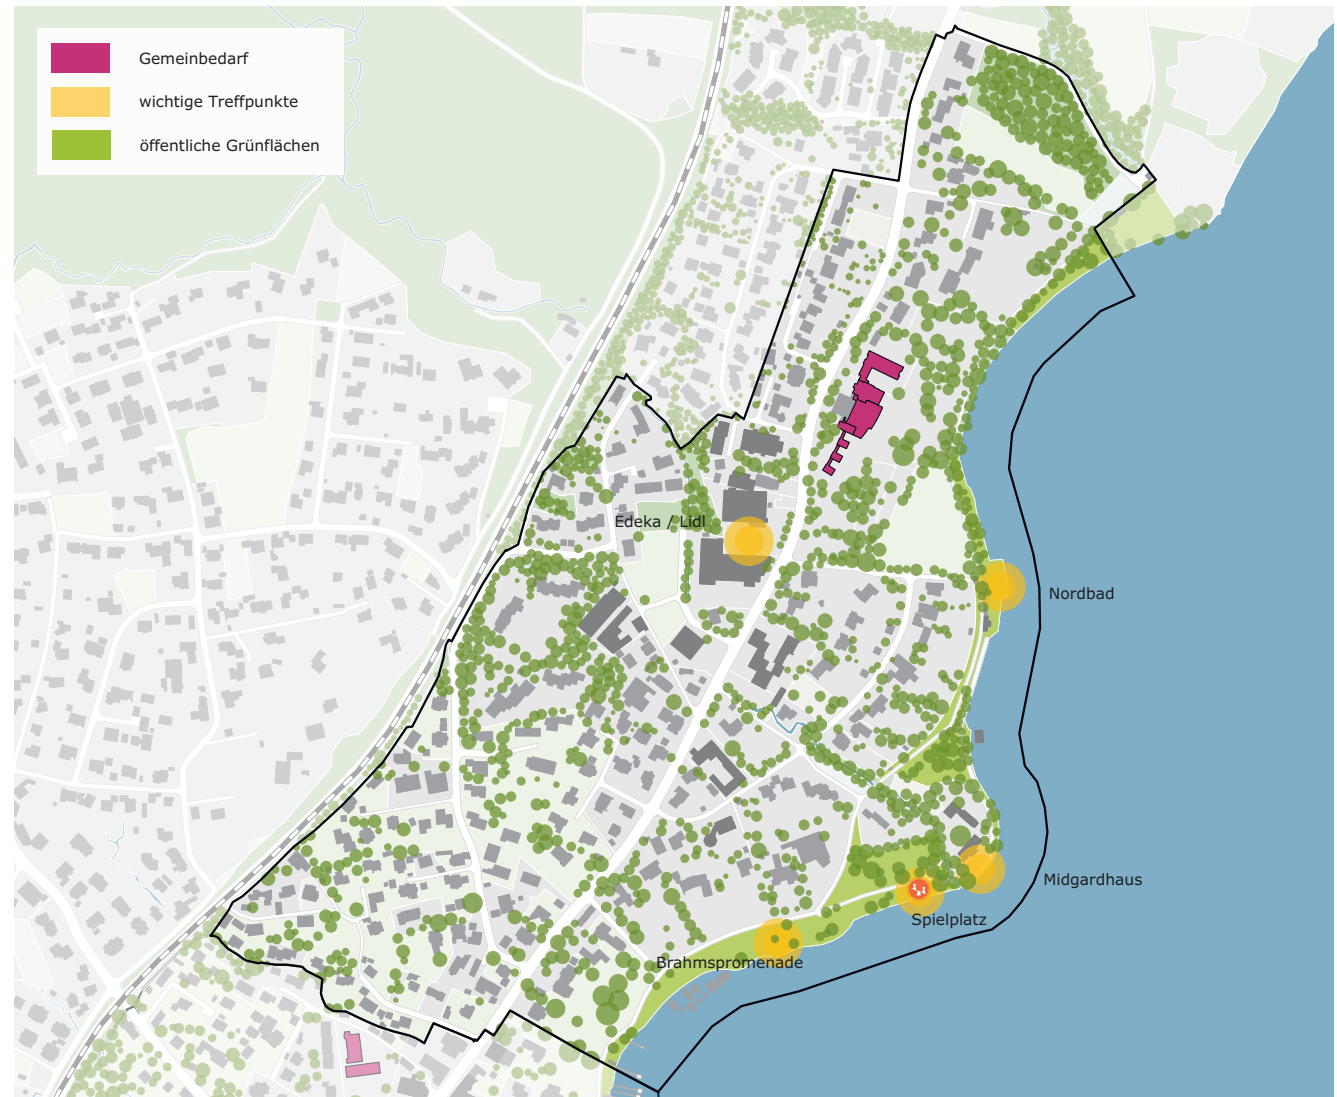 Gemeinbedarf
wichtige Treffpunkte
öffentliche Grünflächen
Edeka / Lidl
Nordbad
Midgardhaus
Spielplatz
Brahmspromenade